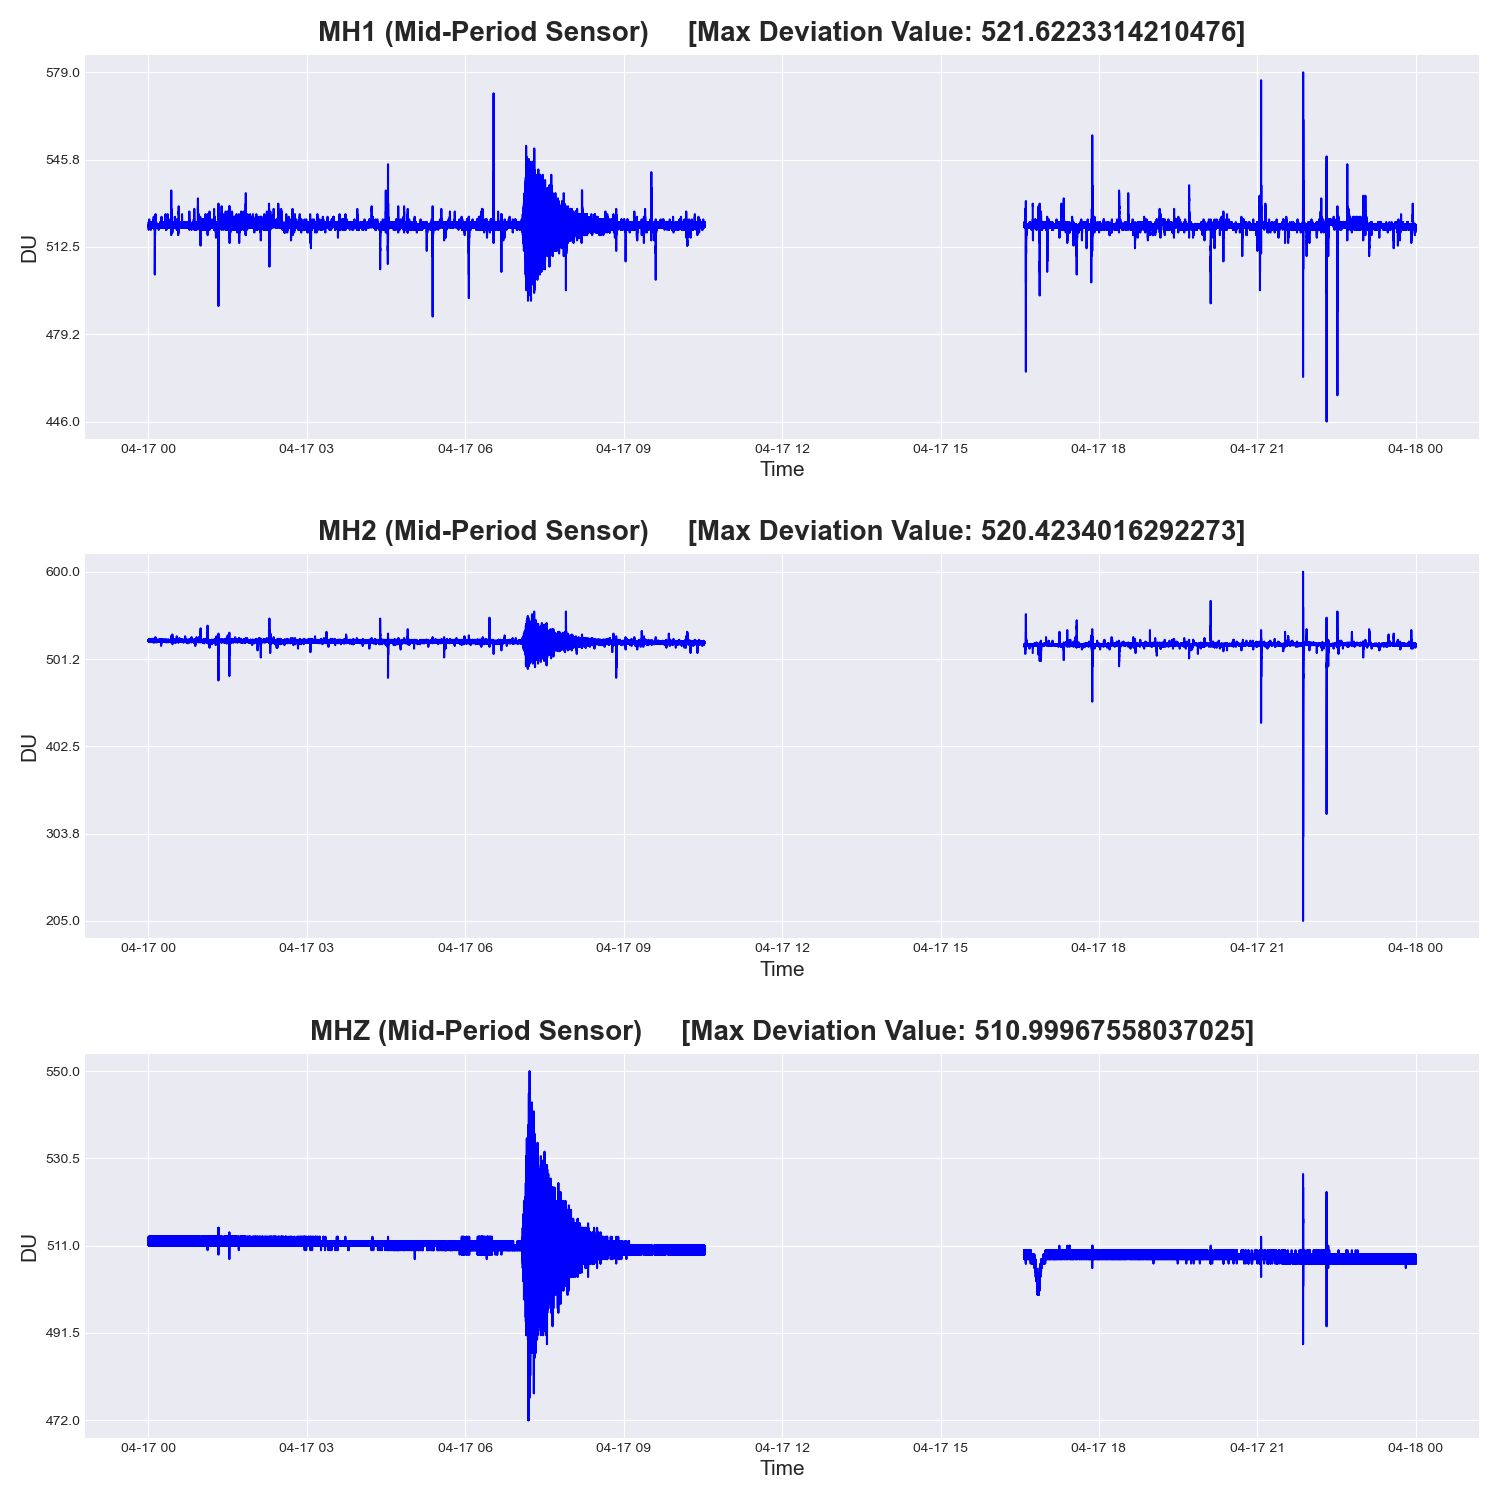 MH1 (Mid-Period Sensor) [Max Deviation Value: 521.6223314210476]
579.0
545.8
512.5
479.2
446.0
DU
04-17 00 04-17 03 04-17 06 04-17 09 04-17 12 04-17 15 04-17 18 04-17 21 04-18 00
Time
MH2 (Mid-Period Sensor) [Max Deviation Value: 520.4234016292273]
600.0
501.2
402.5
303.8
205.0
DU
04-17 00 04-17 03 04-17 06 04-17 09 04-17 12 04-17 15 04-17 18 04-17 21 04-18 00
Time
MHZ (Mid-Period Sensor) [Max Deviation Value: 510.99967558037025]
550.0
530.5
511.0
491.5
472.0
DU
04-17 00 04-17 03 04-17 06 04-17 09 04-17 12 04-17 15 04-17 18 04-17 21 04-18 00
Time